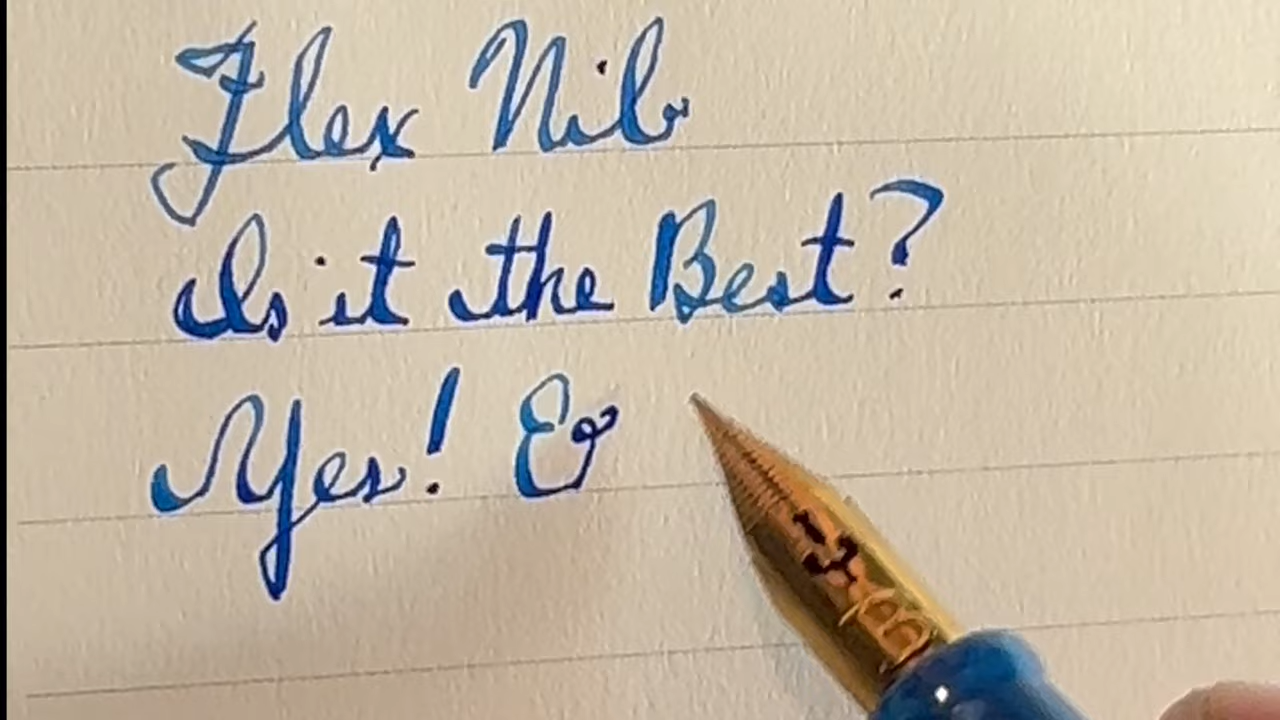 Flex Nib
Is it the Best?
Yes! &